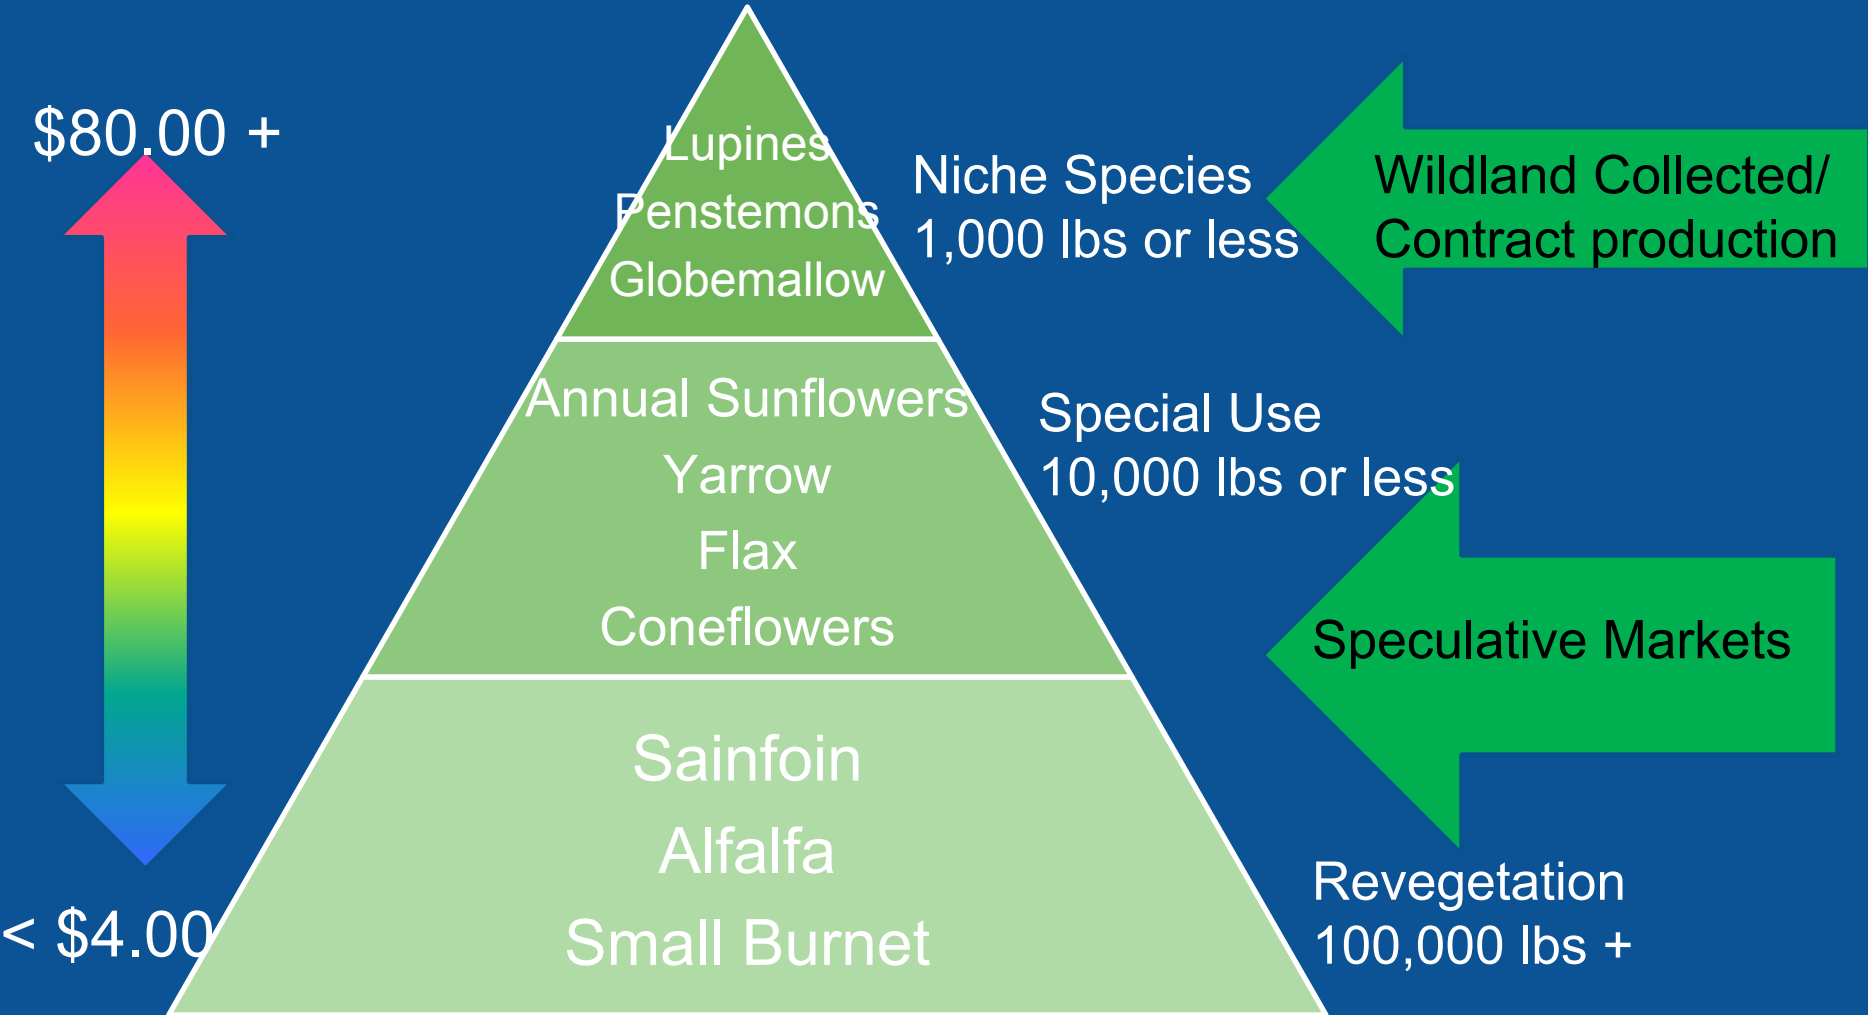 $80.00 +
< $4.00
Lupines
Penstemons
Globemallow
Annual Sunflowers
Yarrow
Flax
Coneflowers
Sainfoin
Alfalfa
Small Burnet
Niche Species
1,000 lbs or less
Wildland Collected/
Contract production
Special Use
10,000 lbs or less
Speculative Markets
Revegetation
100,000 lbs +